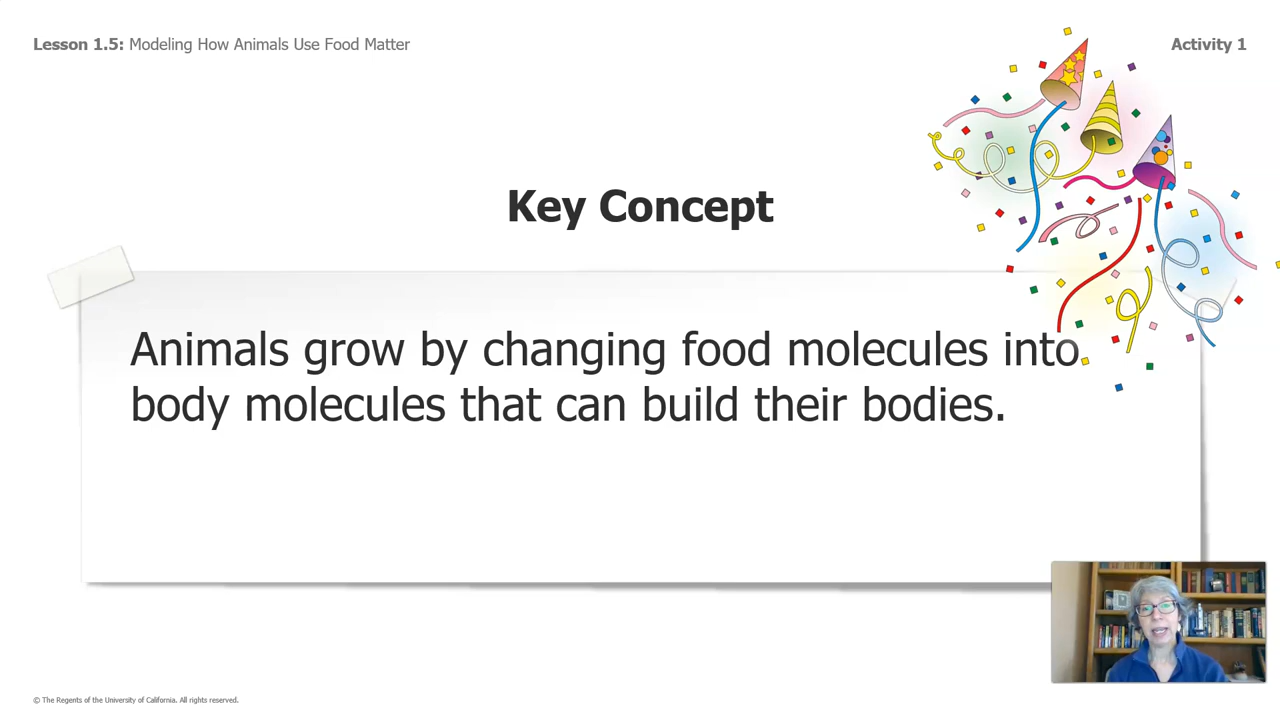 Lesson 1.5: Modeling How Animals Use Food Matter
Activity 1
Key Concept
Animals grow by changing food molecules into
body molecules that can build their bodies.
© The Regents of the University of California. All rights reserved.